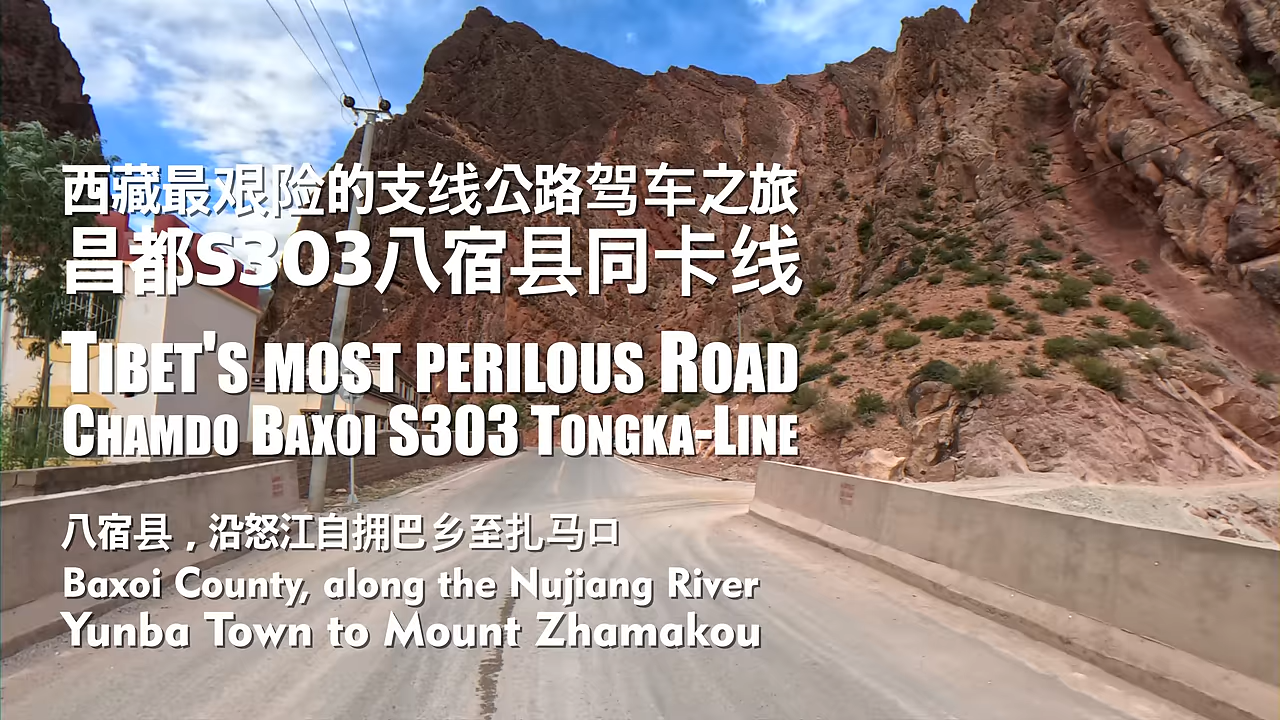 西藏最艰险的支线公路驾车之旅
昌都S303八宿县同卡线
Tibet's most perilous Road
Chamdo Baxoi S303 Tongka-Line
八宿县，沿怒江自拥巴乡至扎马口
Baxoi County, along the Nujiang River
Yunba Town to Mount Zhamakou